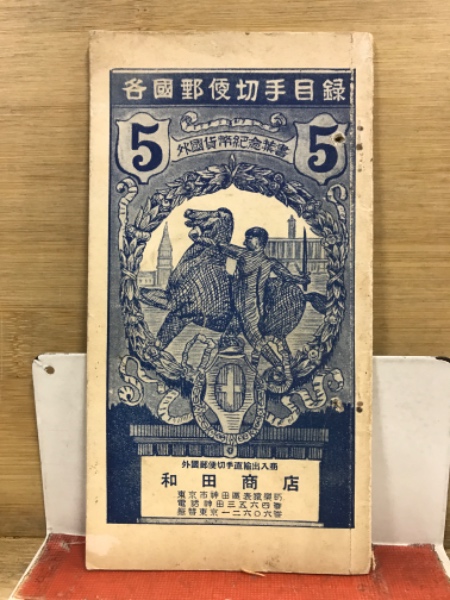 各國郵便切手目録
5 5
外國貨幣紀念葉書
外國郵便切手直輸出入商
和田商店
東京市神田區表猿樂町
電話神田三五六四番
振替東京一二六〇六番